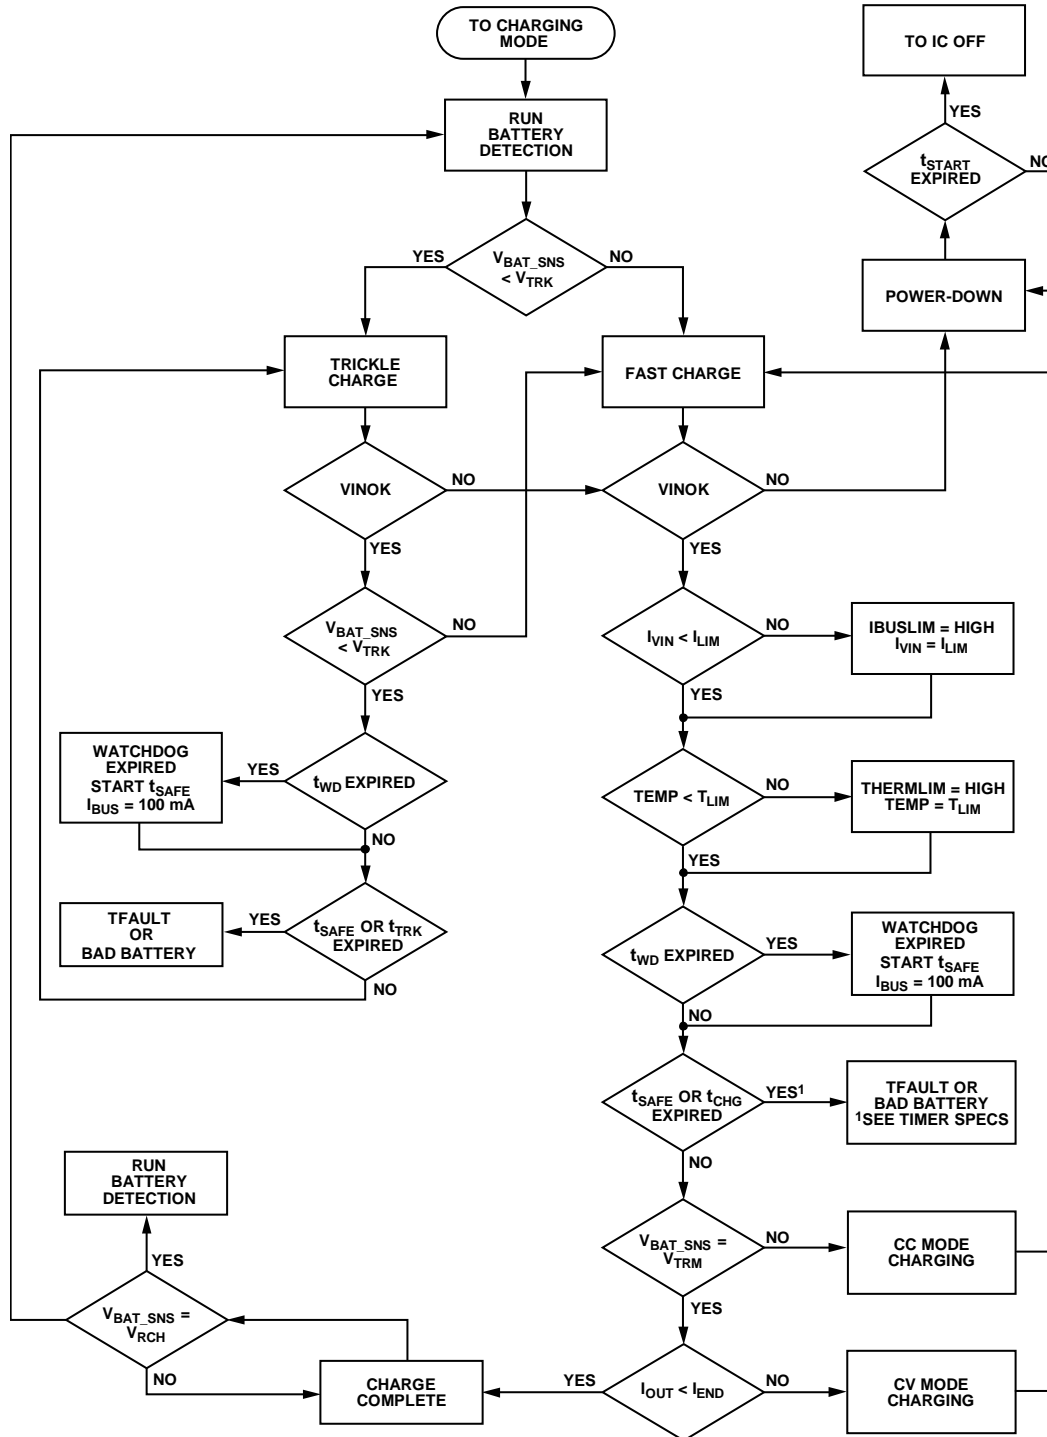 TO CHARGING
MODE
TO IC OFF
YES
RUN
BATTERY
DETECTION
tSTART
EXPIRED
NO
YES
VBAT_SNS
< VTRK
NO
POWER-DOWN
TRICKLE
CHARGE
FAST CHARGE
VINOK
NO
VINOK
NO
YES
YES
VBAT_SNS
< VTRK
NO
IVIN < ILIM
NO
IBUSLIM = HIGH
IVIN = ILIM
YES
YES
WATCHDOG
EXPIRED
START tSAFE
IBUS = 100 mA
YES
tWD EXPIRED
NO
TEMP < TLIM
NO
THERMLIM = HIGH
TEMP = TLIM
YES
TFAULT
OR
BAD BATTERY
YES
tSAFE OR tTRK
EXPIRED
NO
tWD EXPIRED
YES
WATCHDOG
EXPIRED
START tSAFE
IBUS = 100 mA
NO
tSAFE OR tCHG
EXPIRED
YES¹
TFAULT OR
BAD BATTERY
¹SEE TIMER SPECS
NO
RUN
BATTERY
DETECTION
YES
VBAT_SNS =
VTRM
NO
CC MODE
CHARGING
YES
VBAT_SNS =
VRCH
NO
CHARGE
COMPLETE
YES
IOUT < IEND
NO
CV MODE
CHARGING